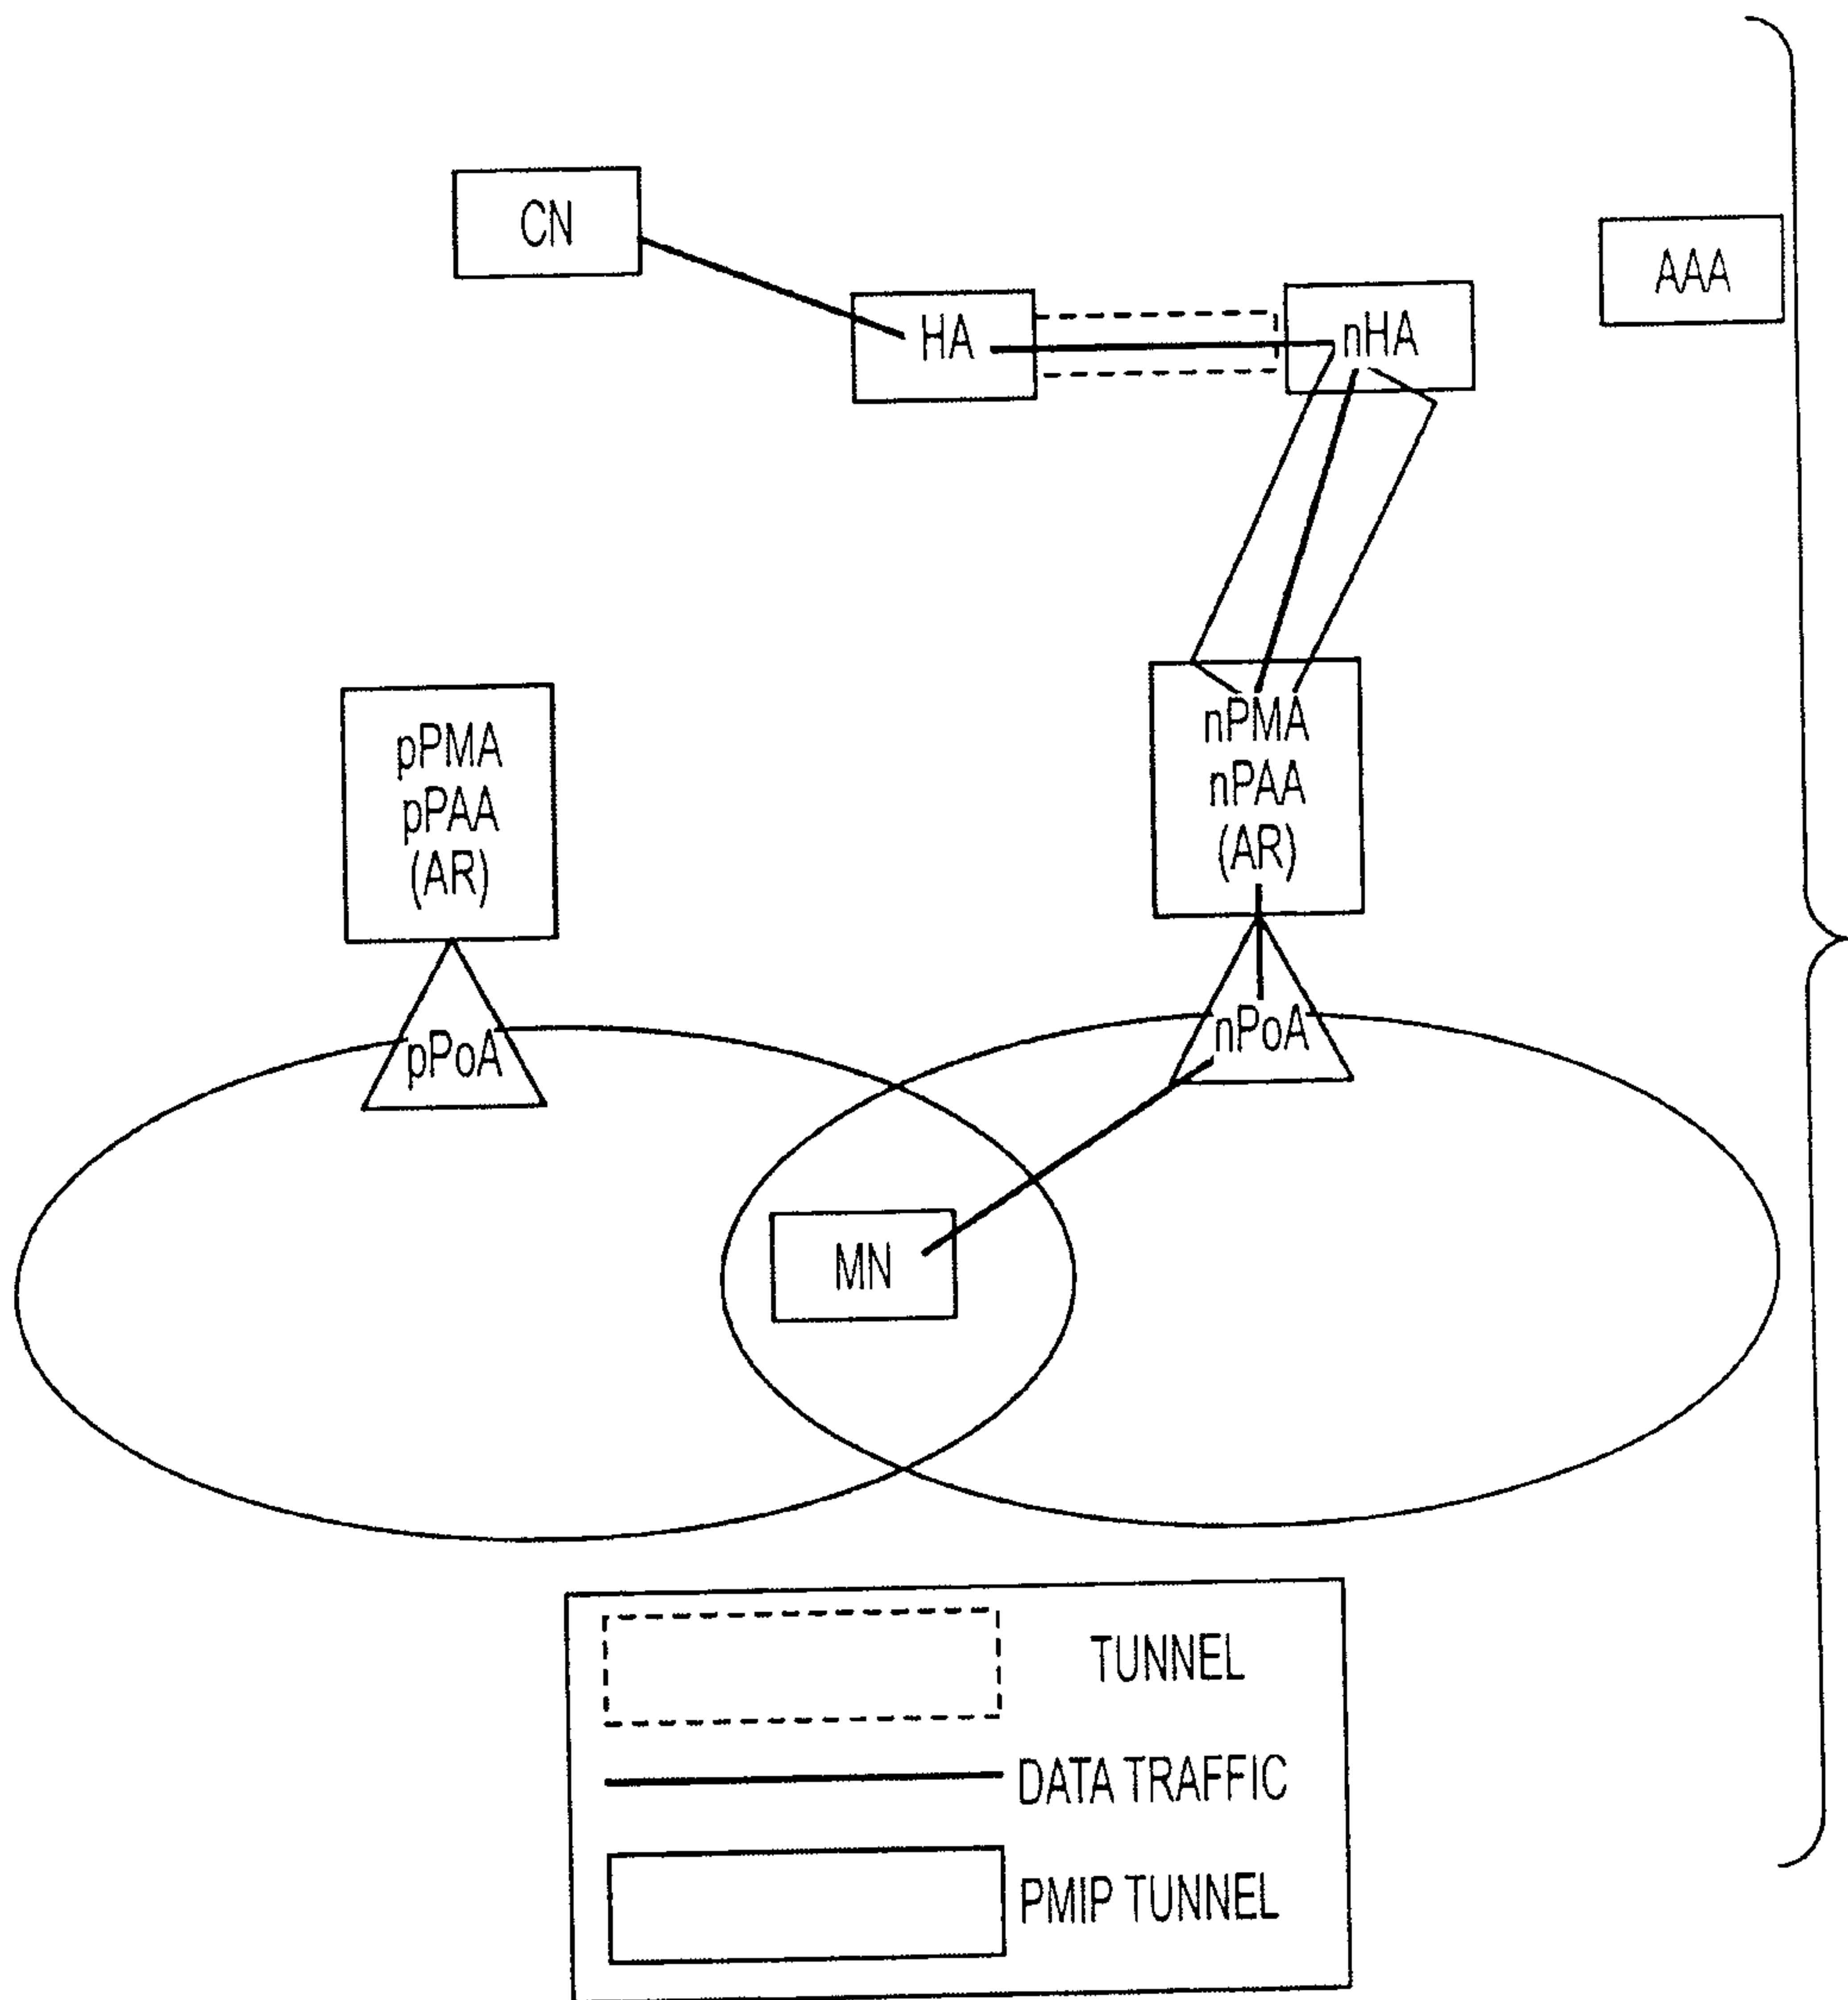 CN
AAA
HA
nHA
pPMA
pPAA
(AR)
nPMA
nPAA
(AR)
pPoA
nPoA
MN
TUNNEL
DATA TRAFFIC
PMIP TUNNEL